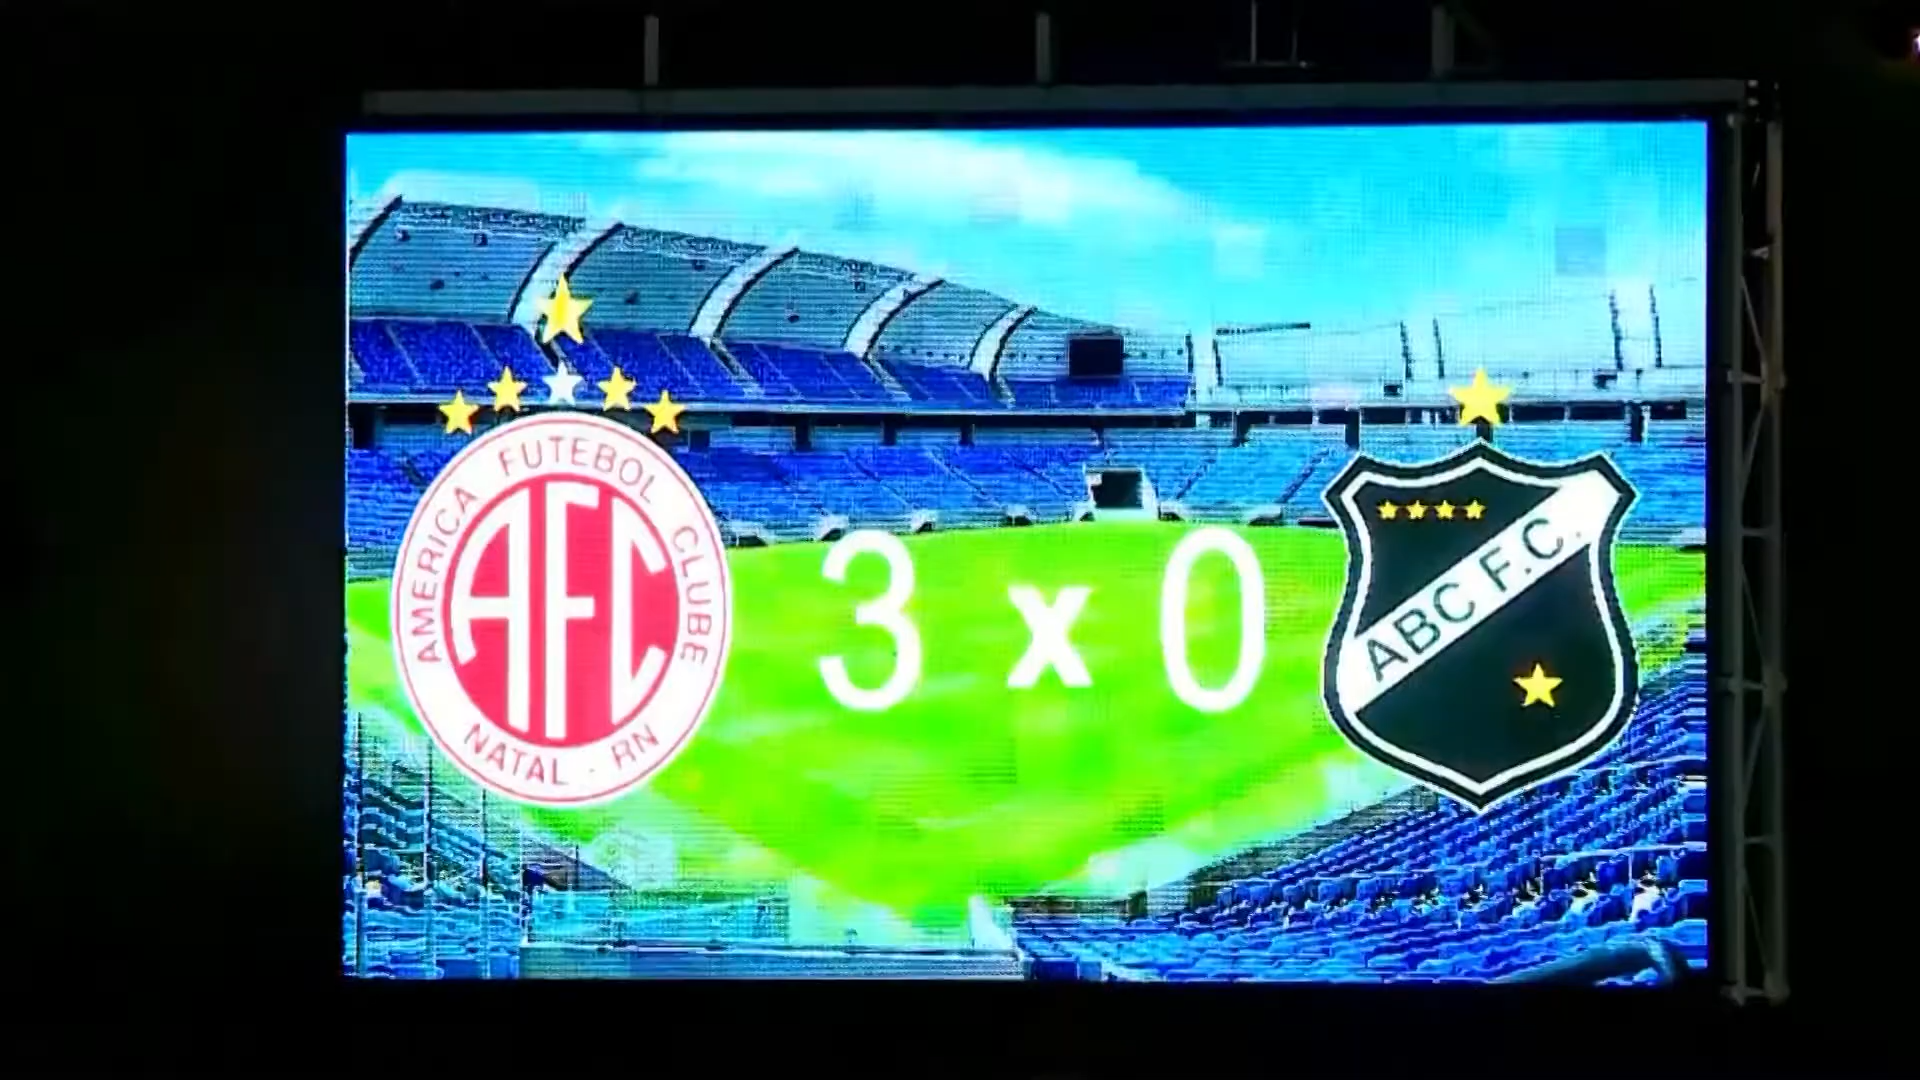 AMERICA FUTEBOL CLUBE
AFC
NATAL - RN
3 x 0
ABC F.C.